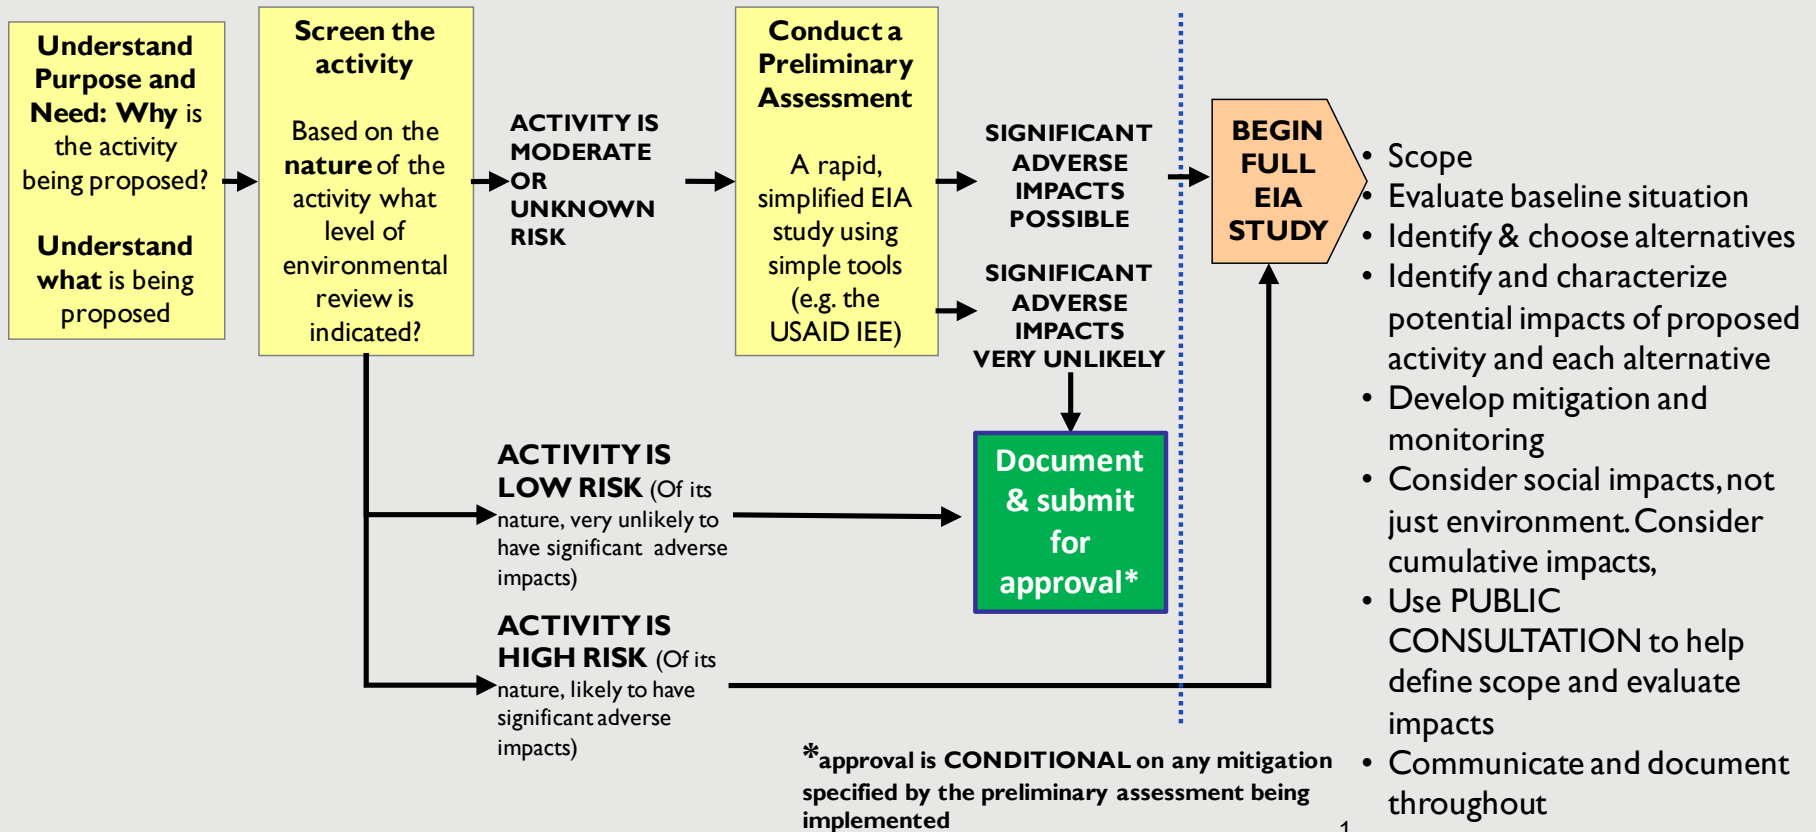 Understand
Purpose and
Need: Why is
the activity
being proposed?
Understand
what is being
proposed
Screen the
activity
Based on the
nature of the
activity what
level of
environmental
review is
indicated?
ACTIVITY IS
MODERATE
OR
UNKNOWN
RISK
Conduct a
Preliminary
Assessment
A rapid,
simplified EIA
study using
simple tools
(e.g. the
USAID IEE)
SIGNIFICANT
ADVERSE
IMPACTS
POSSIBLE
SIGNIFICANT
ADVERSE
IMPACTS
VERY UNLIKELY
ACTIVITY IS
LOW RISK (Of its
nature, very unlikely to
have significant adverse
impacts)
ACTIVITY IS
HIGH RISK (Of its
nature, likely to have
significant adverse
impacts)
Document
& submit
for
approval*
BEGIN
FULL
EIA
STUDY
• Scope
• Evaluate baseline situation
• Identify & choose alternatives
• Identify and characterize
potential impacts of proposed
activity and each alternative
• Develop mitigation and
monitoring
• Consider social impacts, not
just environment. Consider
cumulative impacts,
• Use PUBLIC
CONSULTATION to help
define scope and evaluate
impacts
• Communicate and document
throughout
*approval is CONDITIONAL on any mitigation
specified by the preliminary assessment being
implemented
1